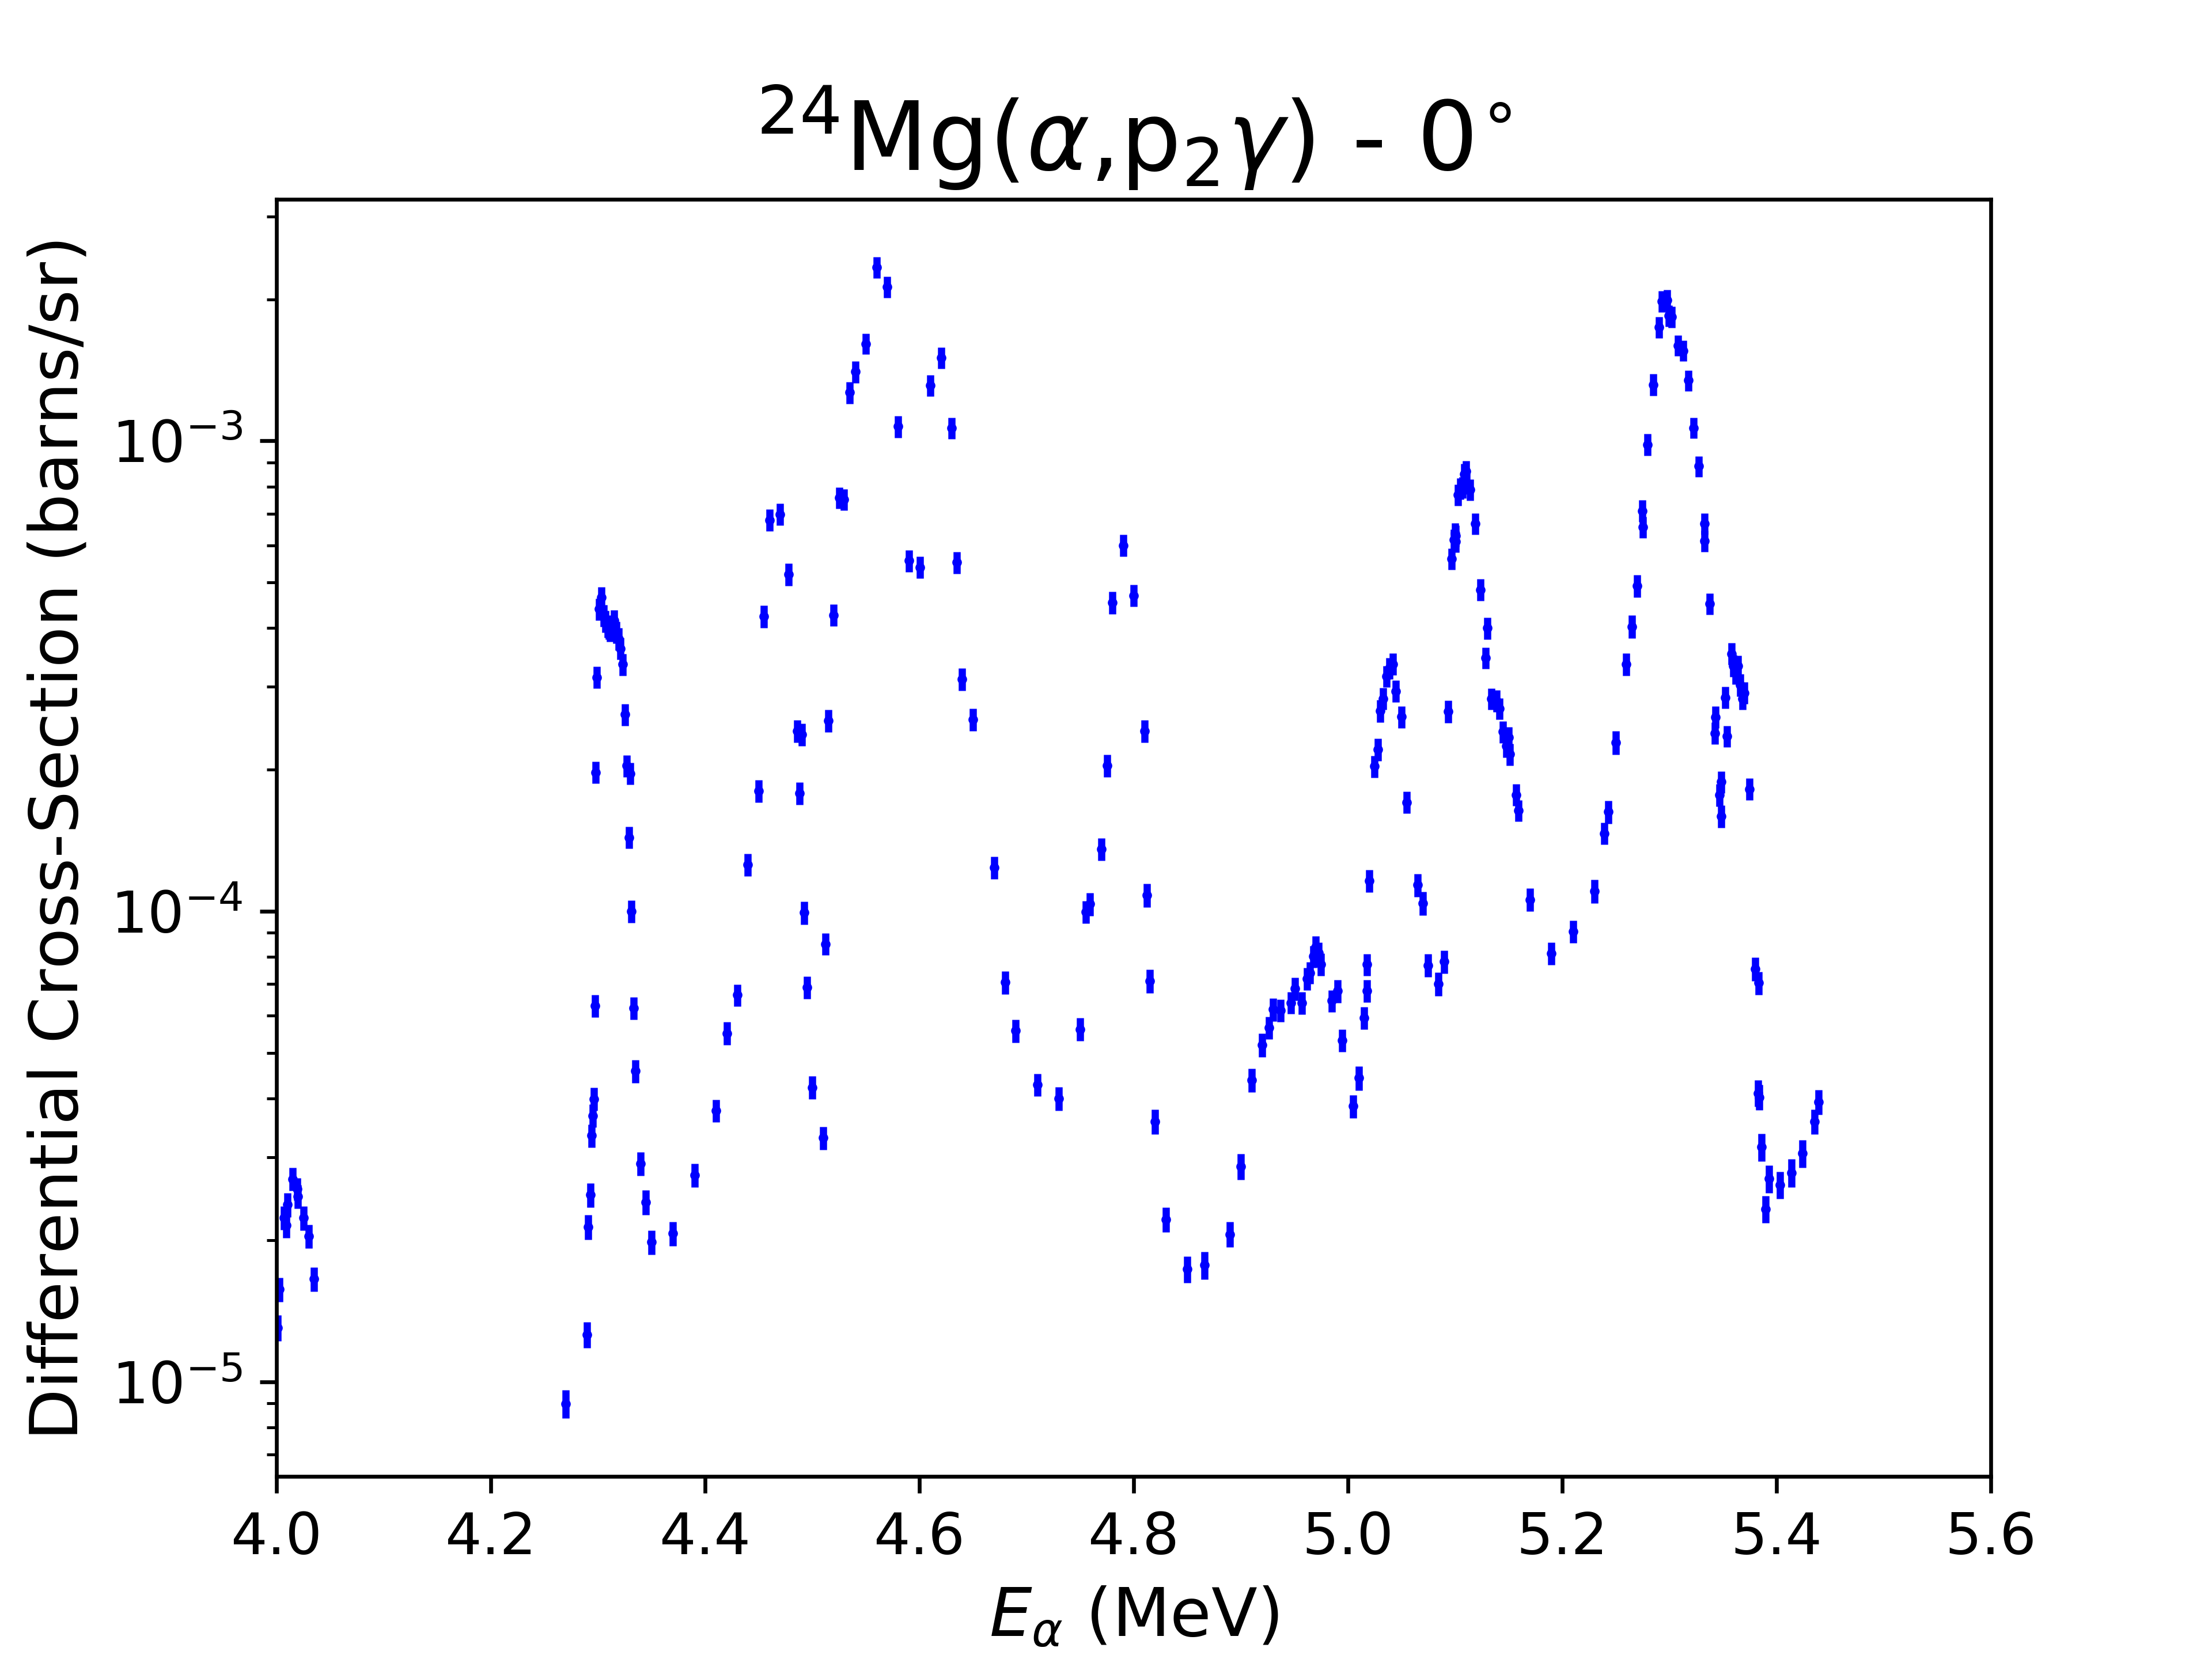 ²⁴Mg(α,p₂γ) - 0°
Differential Cross-Section (barns/sr)
10⁻³
10⁻⁴
10⁻⁵
4.0 4.2 4.4 4.6 4.8 5.0 5.2 5.4 5.6
E_α (MeV)